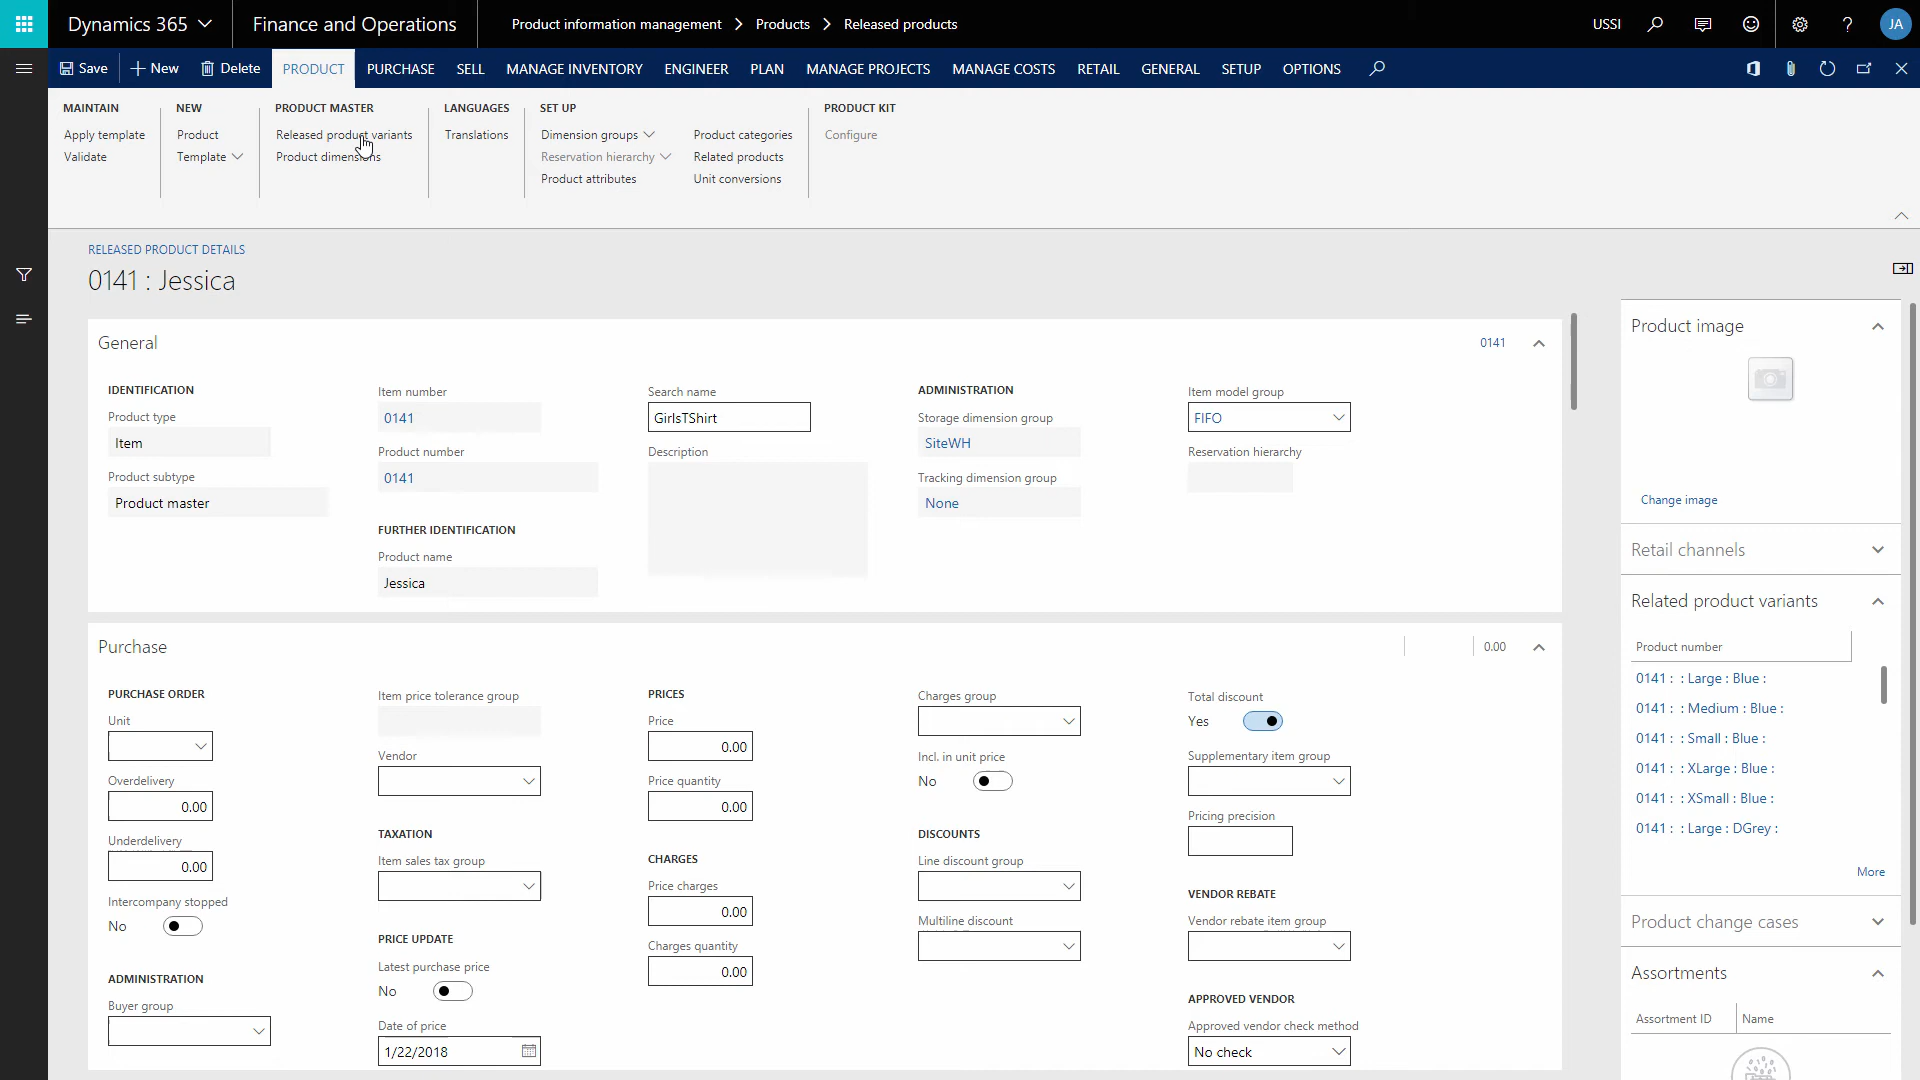 Dynamics 365
Finance and Operations
Product information management > Products > Released products
USSI
?
JA
Save
New
Delete
PRODUCT
PURCHASE
SELL
MANAGE INVENTORY
ENGINEER
PLAN
MANAGE PROJECTS
MANAGE COSTS
RETAIL
GENERAL
SETUP
OPTIONS
MAINTAIN
Apply template
Validate
NEW
Product
Template
PRODUCT MASTER
Released product variants
Product dimensions
LANGUAGES
Translations
SET UP
Dimension groups
Reservation hierarchy
Product attributes
Product categories
Related products
Unit conversions
PRODUCT KIT
Configure
RELEASED PRODUCT DETAILS
0141 : Jessica
General
0141
IDENTIFICATION
Product type
Item
Product subtype
Product master
Item number
0141
Product number
0141
FURTHER IDENTIFICATION
Product name
Jessica
Search name
GirlsTShirt
Description
ADMINISTRATION
Storage dimension group
SiteWH
Tracking dimension group
None
Item model group
FIFO
Reservation hierarchy
Purchase
0.00
PURCHASE ORDER
Unit
Overdelivery
0.00
Underdelivery
0.00
Intercompany stopped
No
ADMINISTRATION
Buyer group
Item price tolerance group
Vendor
TAXATION
Item sales tax group
PRICE UPDATE
Latest purchase price
No
Date of price
1/22/2018
PRICES
Price
0.00
Price quantity
0.00
CHARGES
Price charges
0.00
Charges quantity
0.00
Charges group
Incl. in unit price
No
DISCOUNTS
Line discount group
Multiline discount
Total discount
Yes
Supplementary item group
Pricing precision
VENDOR REBATE
Vendor rebate item group
APPROVED VENDOR
Approved vendor check method
No check
Product image
Change image
Retail channels
Related product variants
Product number
0141 : : Large : Blue :
0141 : : Medium : Blue :
0141 : : Small : Blue :
0141 : : XLarge : Blue :
0141 : : XSmall : Blue :
0141 : : Large : DGrey :
More
Product change cases
Assortments
Assortment ID
Name